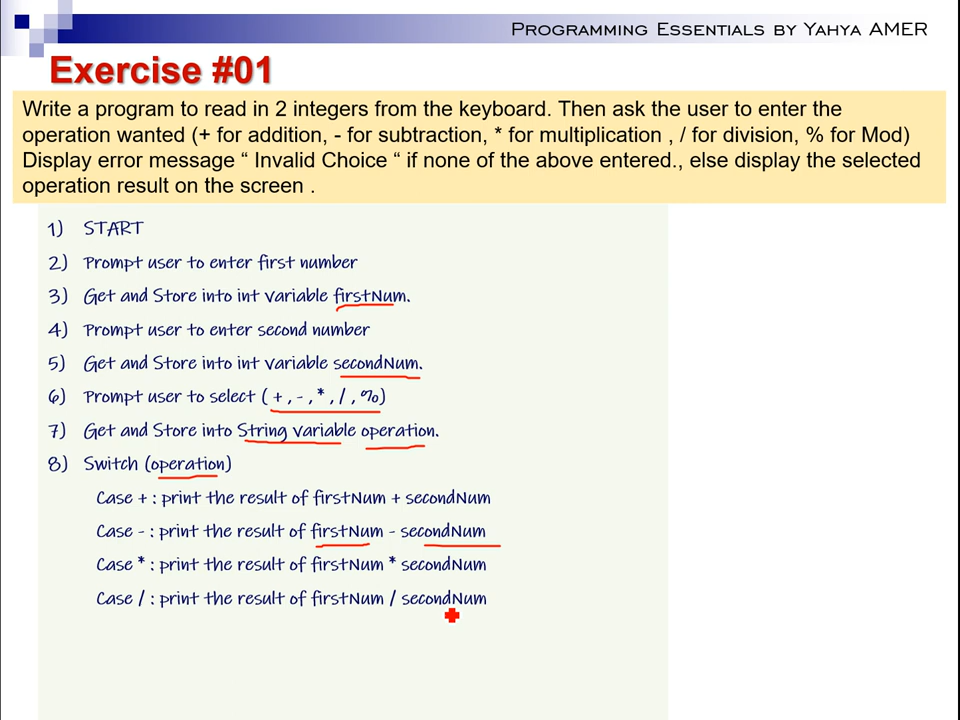 PROGRAMMING ESSENTIALS BY YAHYA AMER
Exercise #01
Write a program to read in 2 integers from the keyboard. Then ask the user to enter the
operation wanted (+ for addition, - for subtraction, * for multiplication , / for division, % for Mod)
Display error message “ Invalid Choice “ if none of the above entered., else display the selected
operation result on the screen .
1) START
2) Prompt user to enter first number
3) Get and Store into int variable firstNum.
4) Prompt user to enter second number
5) Get and Store into int variable secondNum.
6) Prompt user to select ( + , - , * , / , %)
7) Get and Store into String variable operation.
8) Switch (operation)
Case + : print the result of firstNum + secondNum
Case - : print the result of firstNum - secondNum
Case * : print the result of firstNum * secondNum
Case / : print the result of firstNum / secondNum